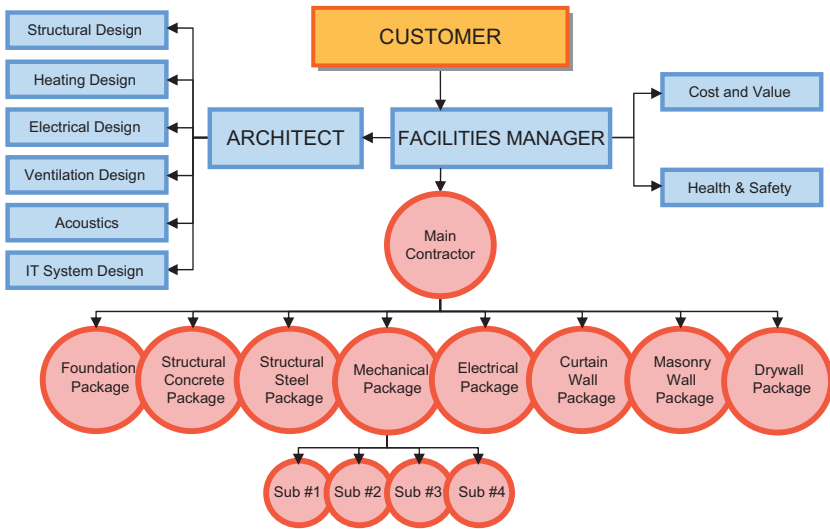 Structural Design
CUSTOMER
Heating Design
Cost and Value
Electrical Design
ARCHITECT
FACILITIES MANAGER
Ventilation Design
Health & Safety
Acoustics
IT System Design
Main
Contractor
Foundation
Package
Structural
Concrete
Package
Structural
Steel
Package
Mechanical
Package
Electrical
Package
Curtain
Wall
Package
Masonry
Wall
Package
Drywall
Package
Sub #1
Sub #2
Sub #3
Sub #4